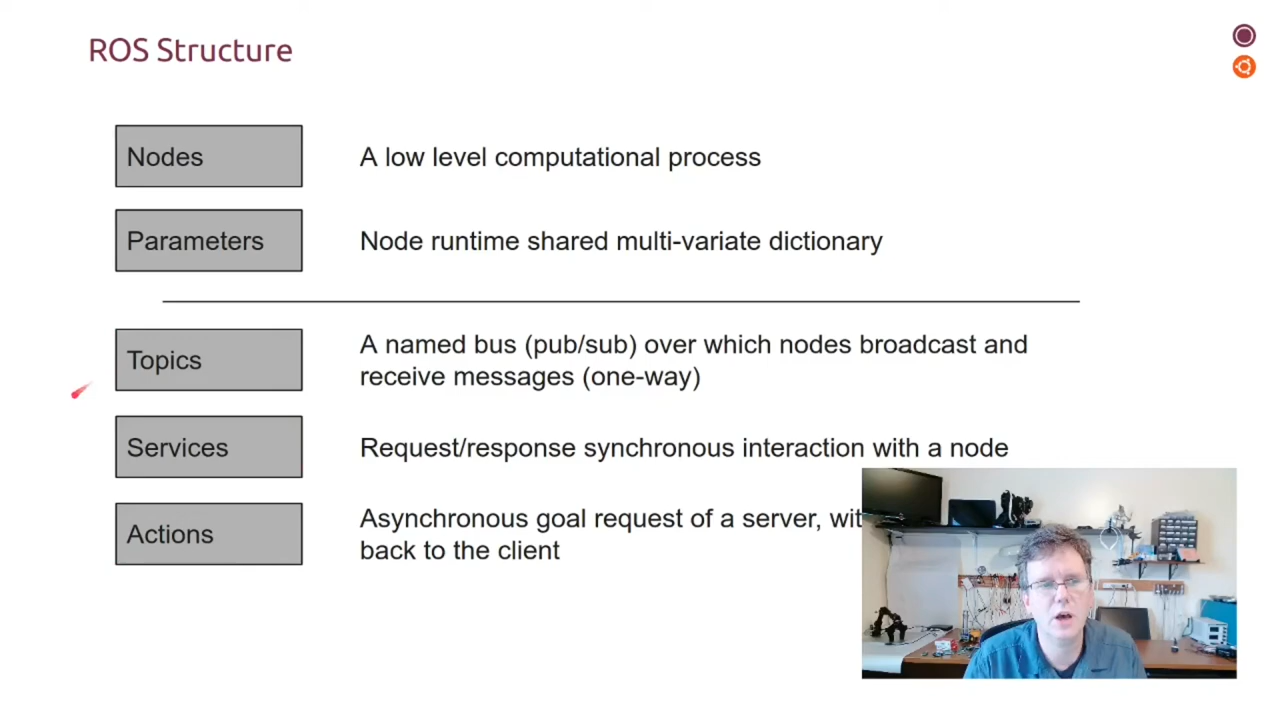 ROS Structure
Nodes
A low level computational process
Parameters
Node runtime shared multi-variate dictionary
Topics
A named bus (pub/sub) over which nodes broadcast and
receive messages (one-way)
Services
Request/response synchronous interaction with a node
Actions
Asynchronous goal request of a server,
back to the client